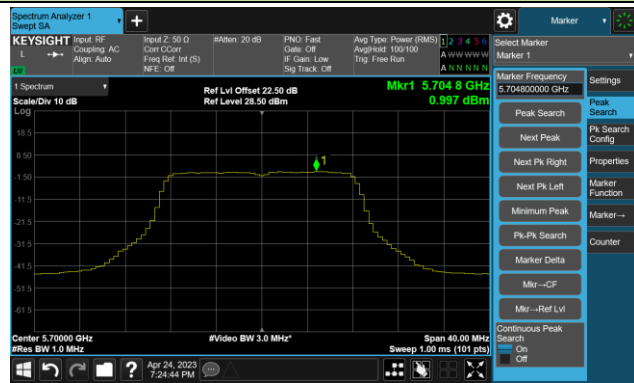 Spectrum Analyzer 1
Swept SA
Marker
KEYSIGHT
L
LXI
Input: RF
Coupling: AC
Align: Auto
Input Z: 50 Ω
Corr CCorr
Freq Ref: Int (S)
NFE: Off
#Atten: 20 dB
PNO: Fast
Gate: Off
IF Gain: Low
Sig Track: Off
Avg Type: Power (RMS)
Avg|Hold: 100/100
Trig: Free Run
1 2 3 4 5 6
A W W W W W
A N N N N N
Select Marker
Marker 1
1 Spectrum
Scale/Div 10 dB
Log
Ref Lvl Offset 22.50 dB
Ref Level 28.50 dBm
Mkr1 5.704 8 GHz
0.997 dBm
18.5
8.50
-1.50
-11.5
-21.5
-31.5
-41.5
-51.5
-61.5
1
Center 5.70000 GHz
#Res BW 1.0 MHz
#Video BW 3.0 MHz*
Span 40.00 MHz
Sweep 1.00 ms (101 pts)
Marker Frequency
5.704800000 GHz
Peak Search
Next Peak
Next Pk Right
Next Pk Left
Minimum Peak
Pk-Pk Search
Marker Delta
Mkr→CF
Mkr→Ref Lvl
Continuous Peak
Search
On
Off
Settings
Peak
Search
Pk Search
Config
Properties
Marker
Function
Marker→
Counter
?
Apr 24, 2023
7:24:44 PM